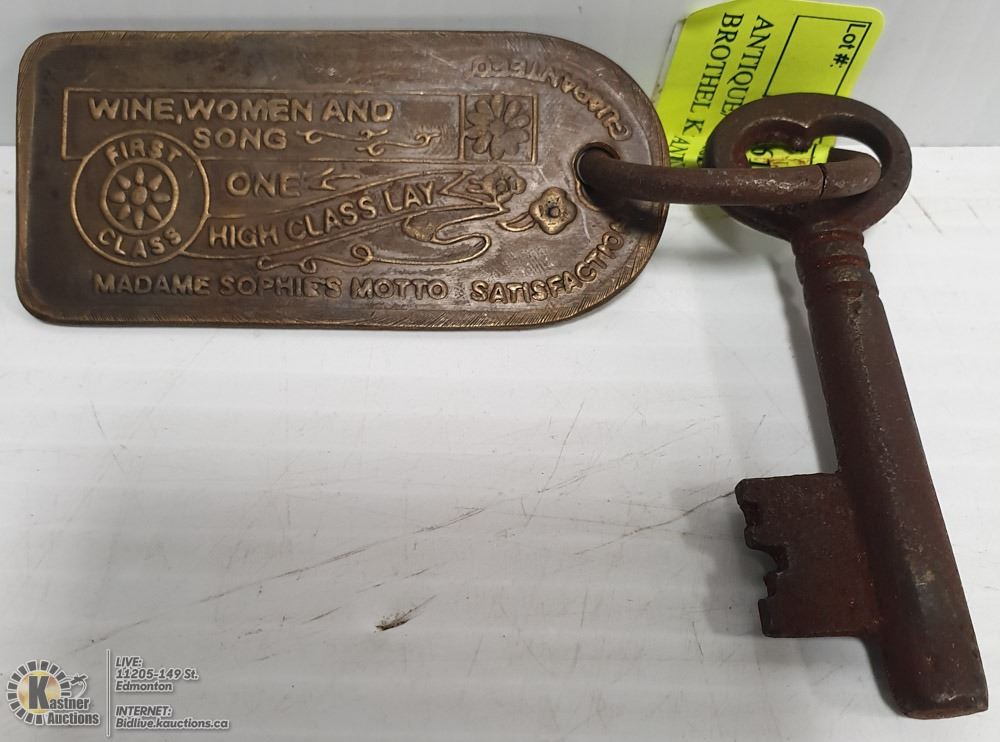 WINE, WOMEN AND
SONG
FIRST
CLASS
ONE
HIGH CLASS LAY
MADAME SOPHIE'S MOTTO SATISFACTIO
Lot #:
ANTIQUE
BROTHEL K
Kastner
Auctions
LIVE:
11205-149 St.
Edmonton
INTERNET:
Bidlive.kauctions.ca